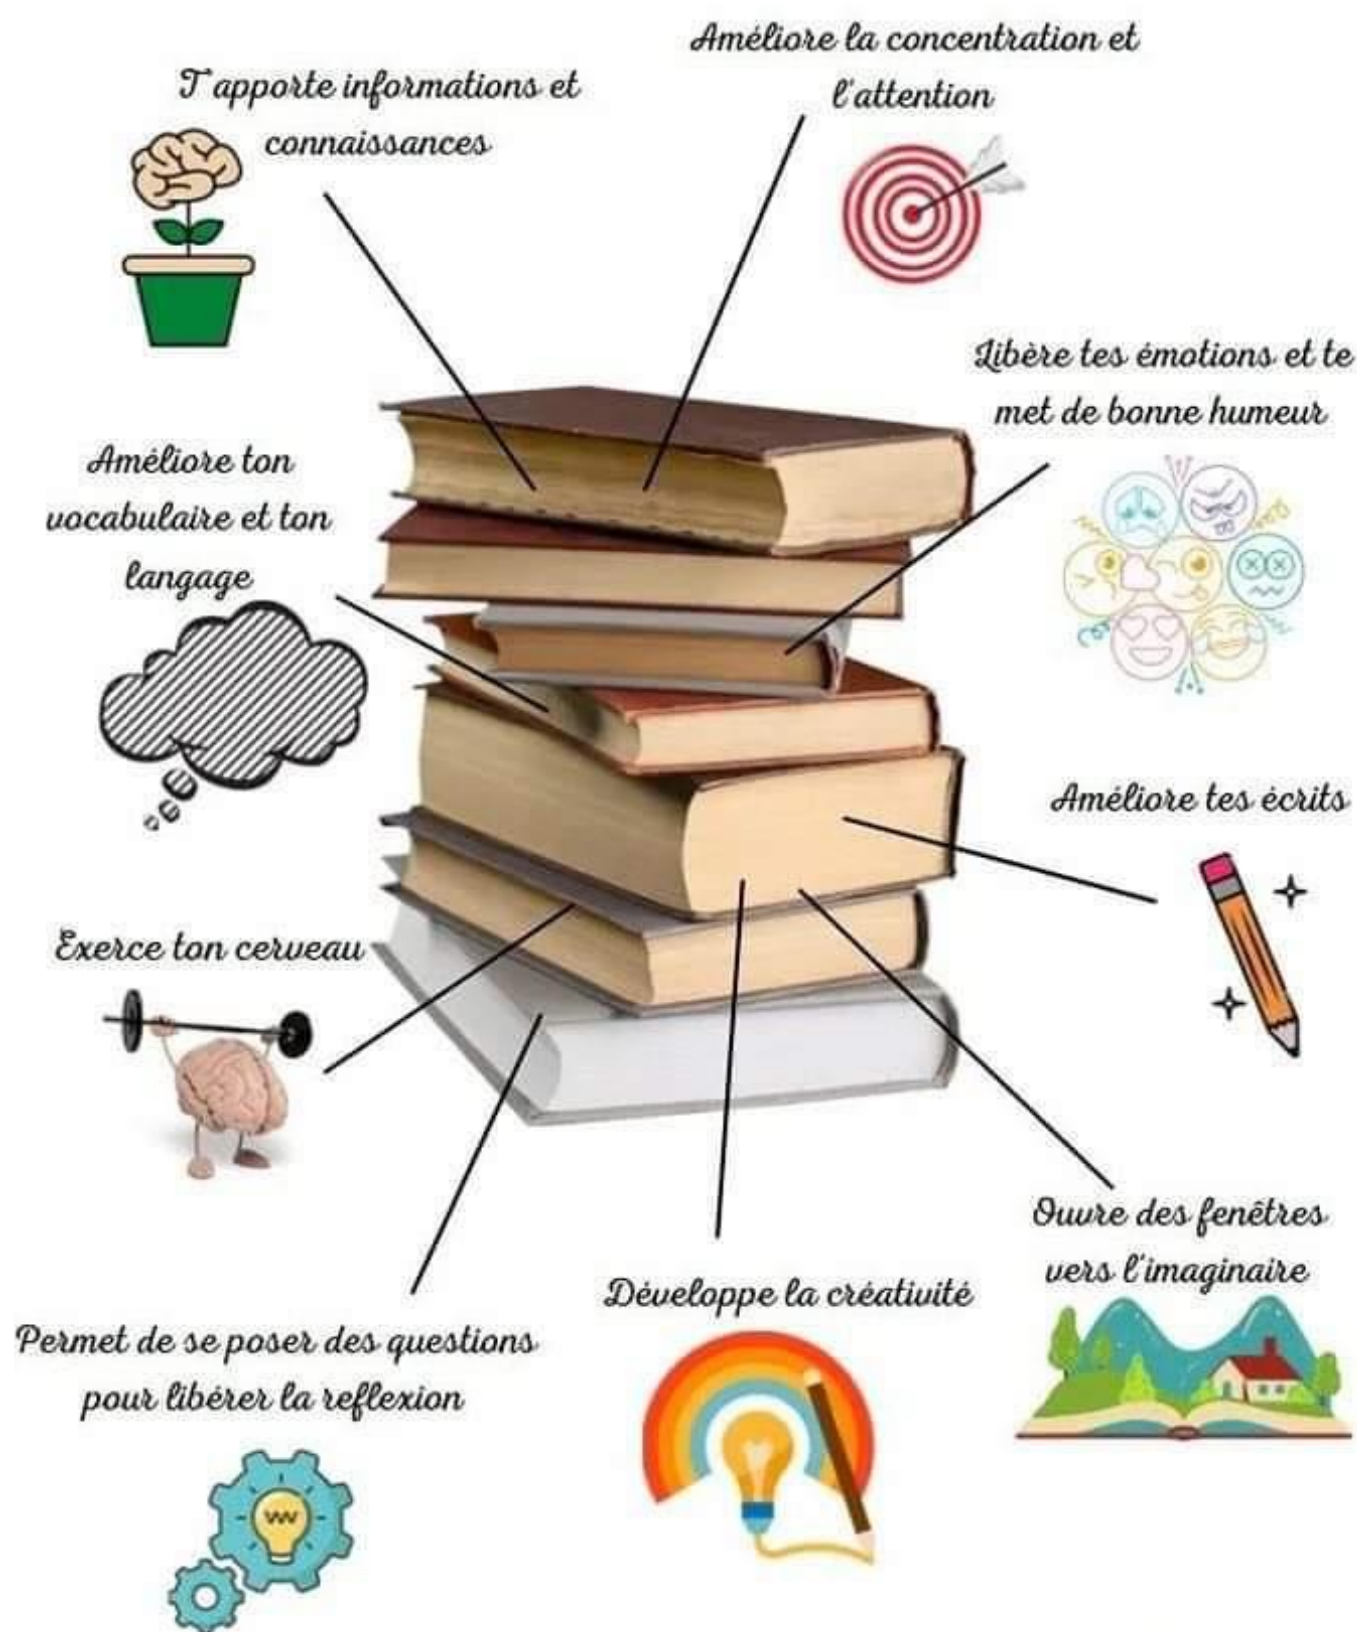 T'apporte informations et
connaissances
Améliore la concentration et
l'attention
Libère tes émotions et te
met de bonne humeur
Améliore ton
vocabulaire et ton
langage
Améliore tes écrits
Exerce ton cerveau
Ouvre des fenêtres
vers l'imaginaire
Développe la créativité
Permet de se poser des questions
pour libérer la reflexion